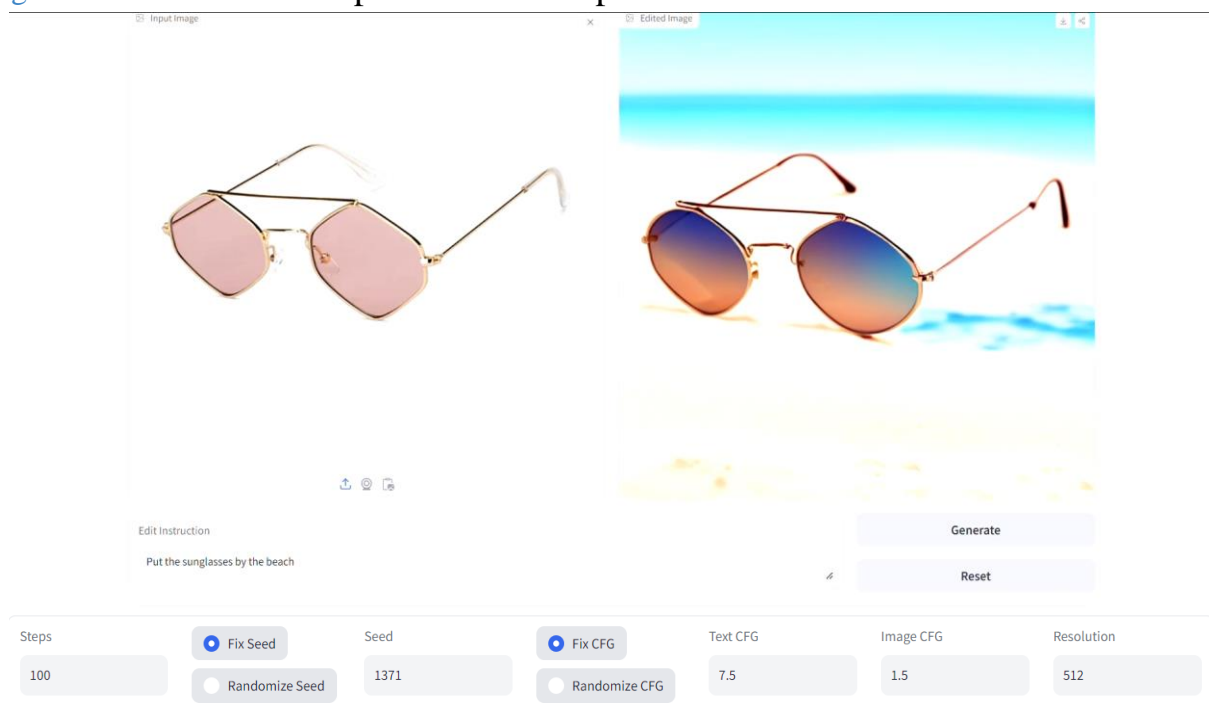 Input Image
Edited Image
Edit Instruction
Put the sunglasses by the beach
Generate
Reset
Steps
100
Fix Seed
Randomize Seed
Seed
1371
Fix CFG
Randomize CFG
Text CFG
7.5
Image CFG
1.5
Resolution
512